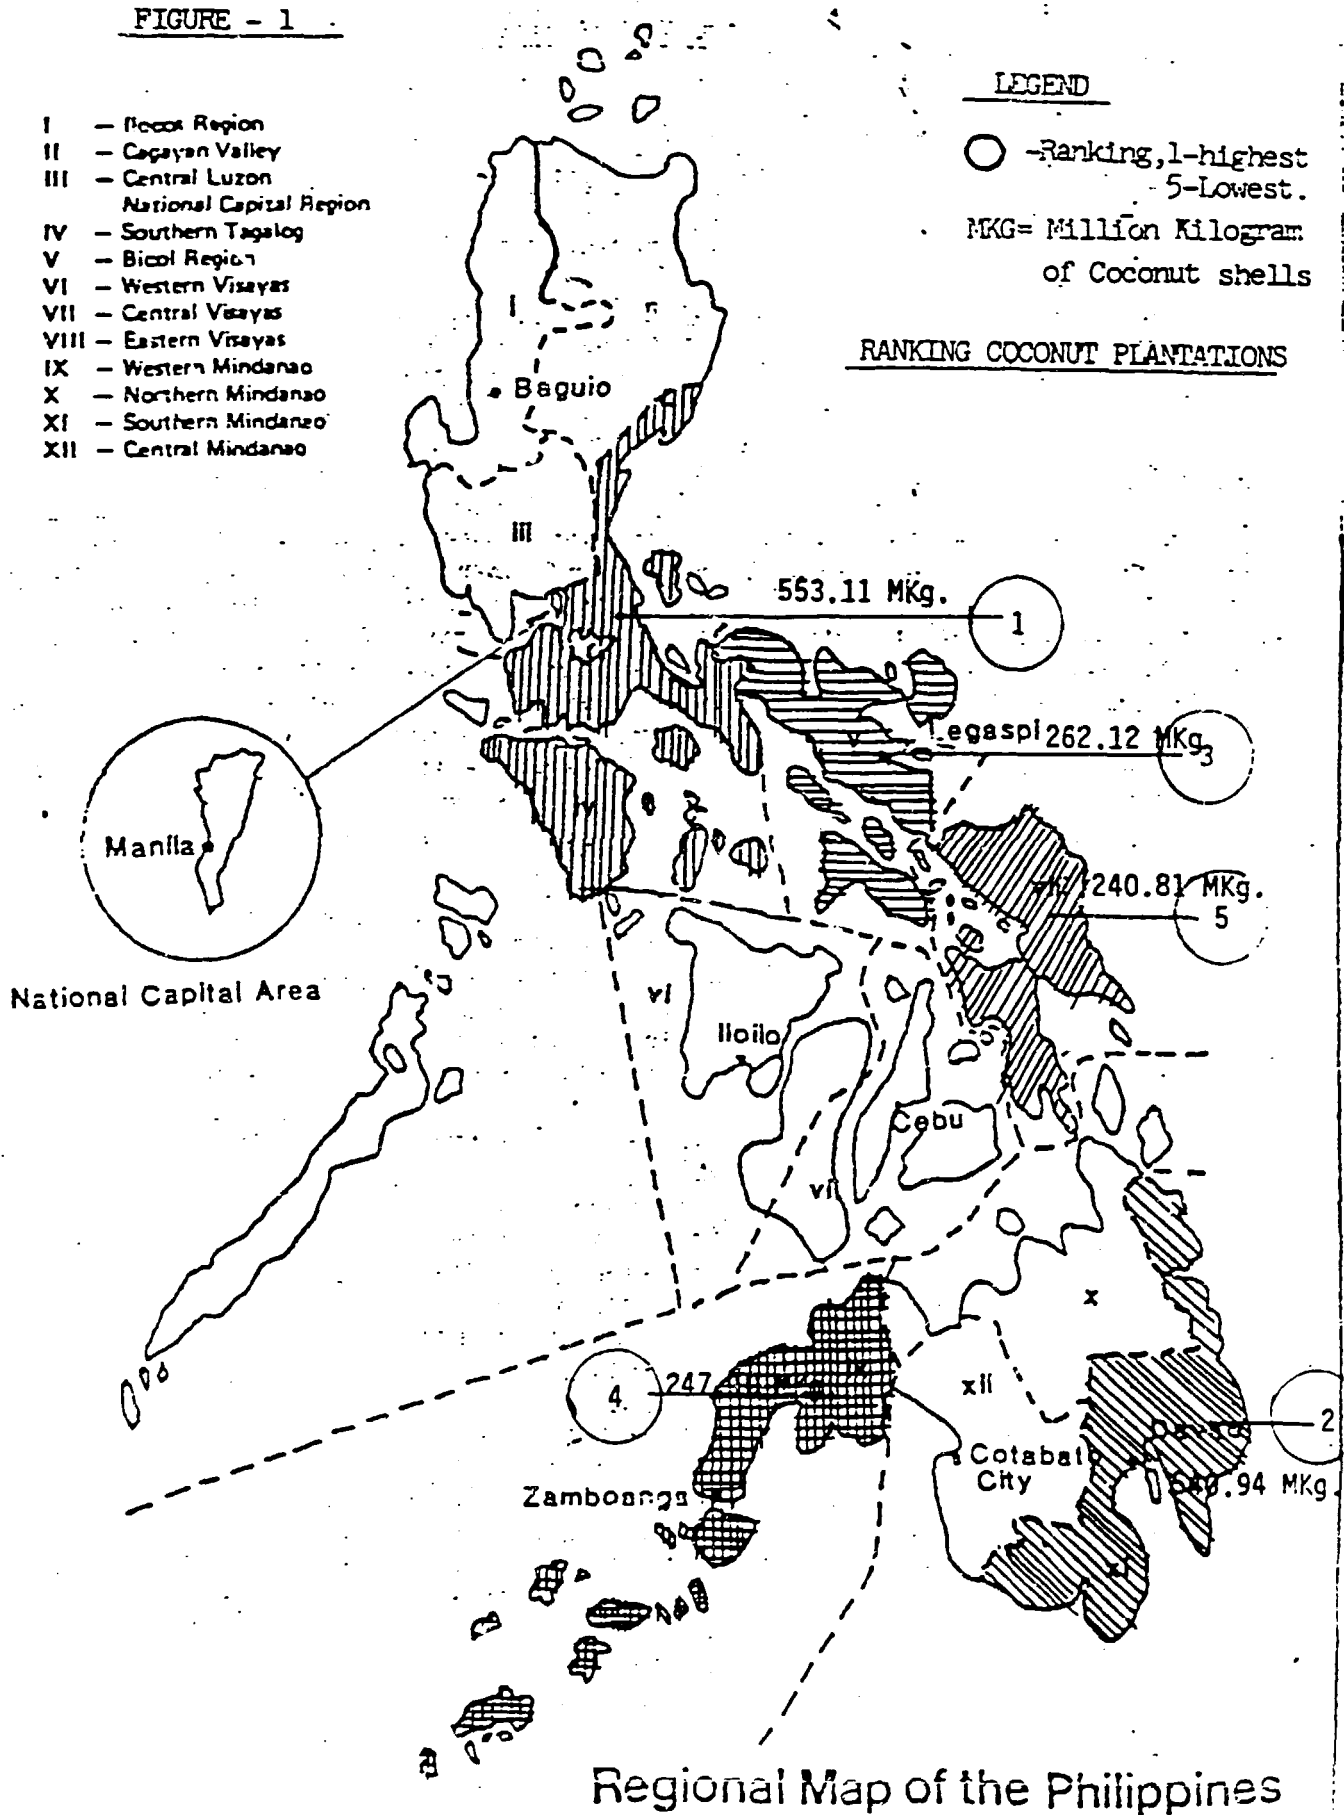 FIGURE - 1
LEGEND
-Ranking, 1-highest
5-Lowest.
MKG= Million Kilogram
of Coconut shells
RANKING COCONUT PLANTATIONS
I — Region
II — Cagayan Valley
III — Central Luzon
National Capital Region
IV — Southern Tagalog
V — Bicol Region
VI — Western Visayas
VII — Central Visayas
VIII — Eastern Visayas
IX — Western Mindanao
X — Northern Mindanao
XI — Southern Mindanao
XII — Central Mindanao
I
Baguio
III
553.11 MKg.
1
Legaspi 262.12 MKg
3
V
Manila
240.81 MKg.
5
National Capital Area
vi
Iloilo
Cebu
vi
x
4
247
xii
2
Cotabato
City
.94 MKg.
Zamboanga
xi
Regional Map of the Philippines